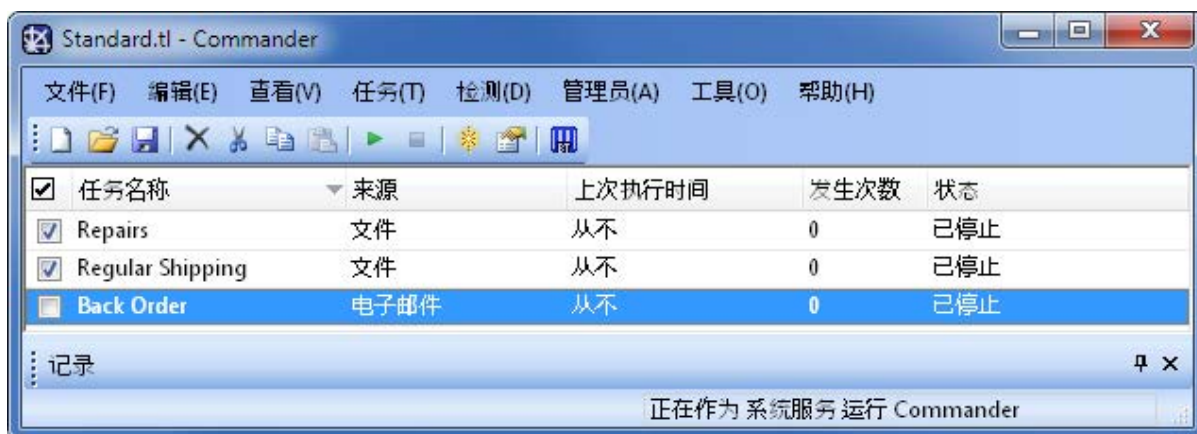 Standard.tl - Commander
文件(F) 编辑(E) 查看(V) 任务(T) 检测(D) 管理员(A) 工具(O) 帮助(H)
任务名称 来源 上次执行时间 发生次数 状态
Repairs 文件 从不 0 已停止
Regular Shipping 文件 从不 0 已停止
Back Order 电子邮件 从不 0 已停止
记录
正在作为 系统服务 运行 Commander